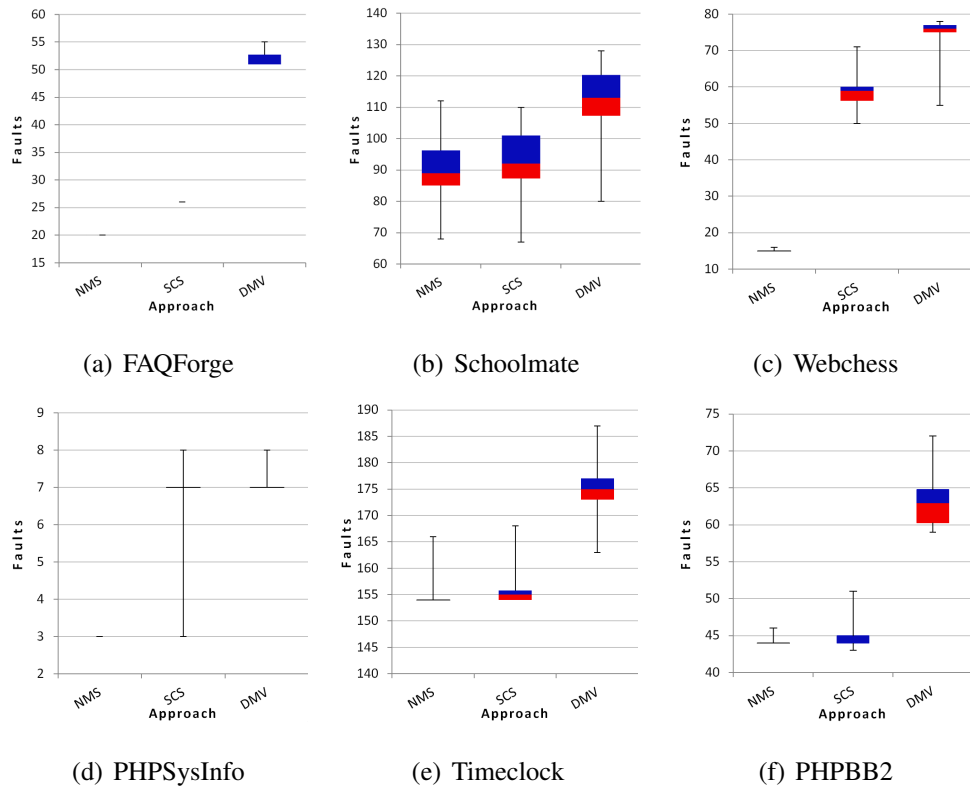 60
55
50
45
40
35
30
25
20
15
Faults
NMS
SCS
DMV
Approach
(a) FAQForge
140
130
120
110
100
90
80
70
60
Faults
NMS
SCS
DMV
Approach
(b) Schoolmate
80
70
60
50
40
30
20
10
Faults
NMS
SCS
DMV
Approach
(c) Webchess
9
8
7
6
5
4
3
2
Faults
NMS
SCS
DMV
Approach
(d) PHPSysInfo
190
185
180
175
170
165
160
155
150
145
140
Faults
NMS
SCS
DMV
Approach
(e) Timeclock
75
70
65
60
55
50
45
40
Faults
NMS
SCS
DMV
Approach
(f) PHPBB2